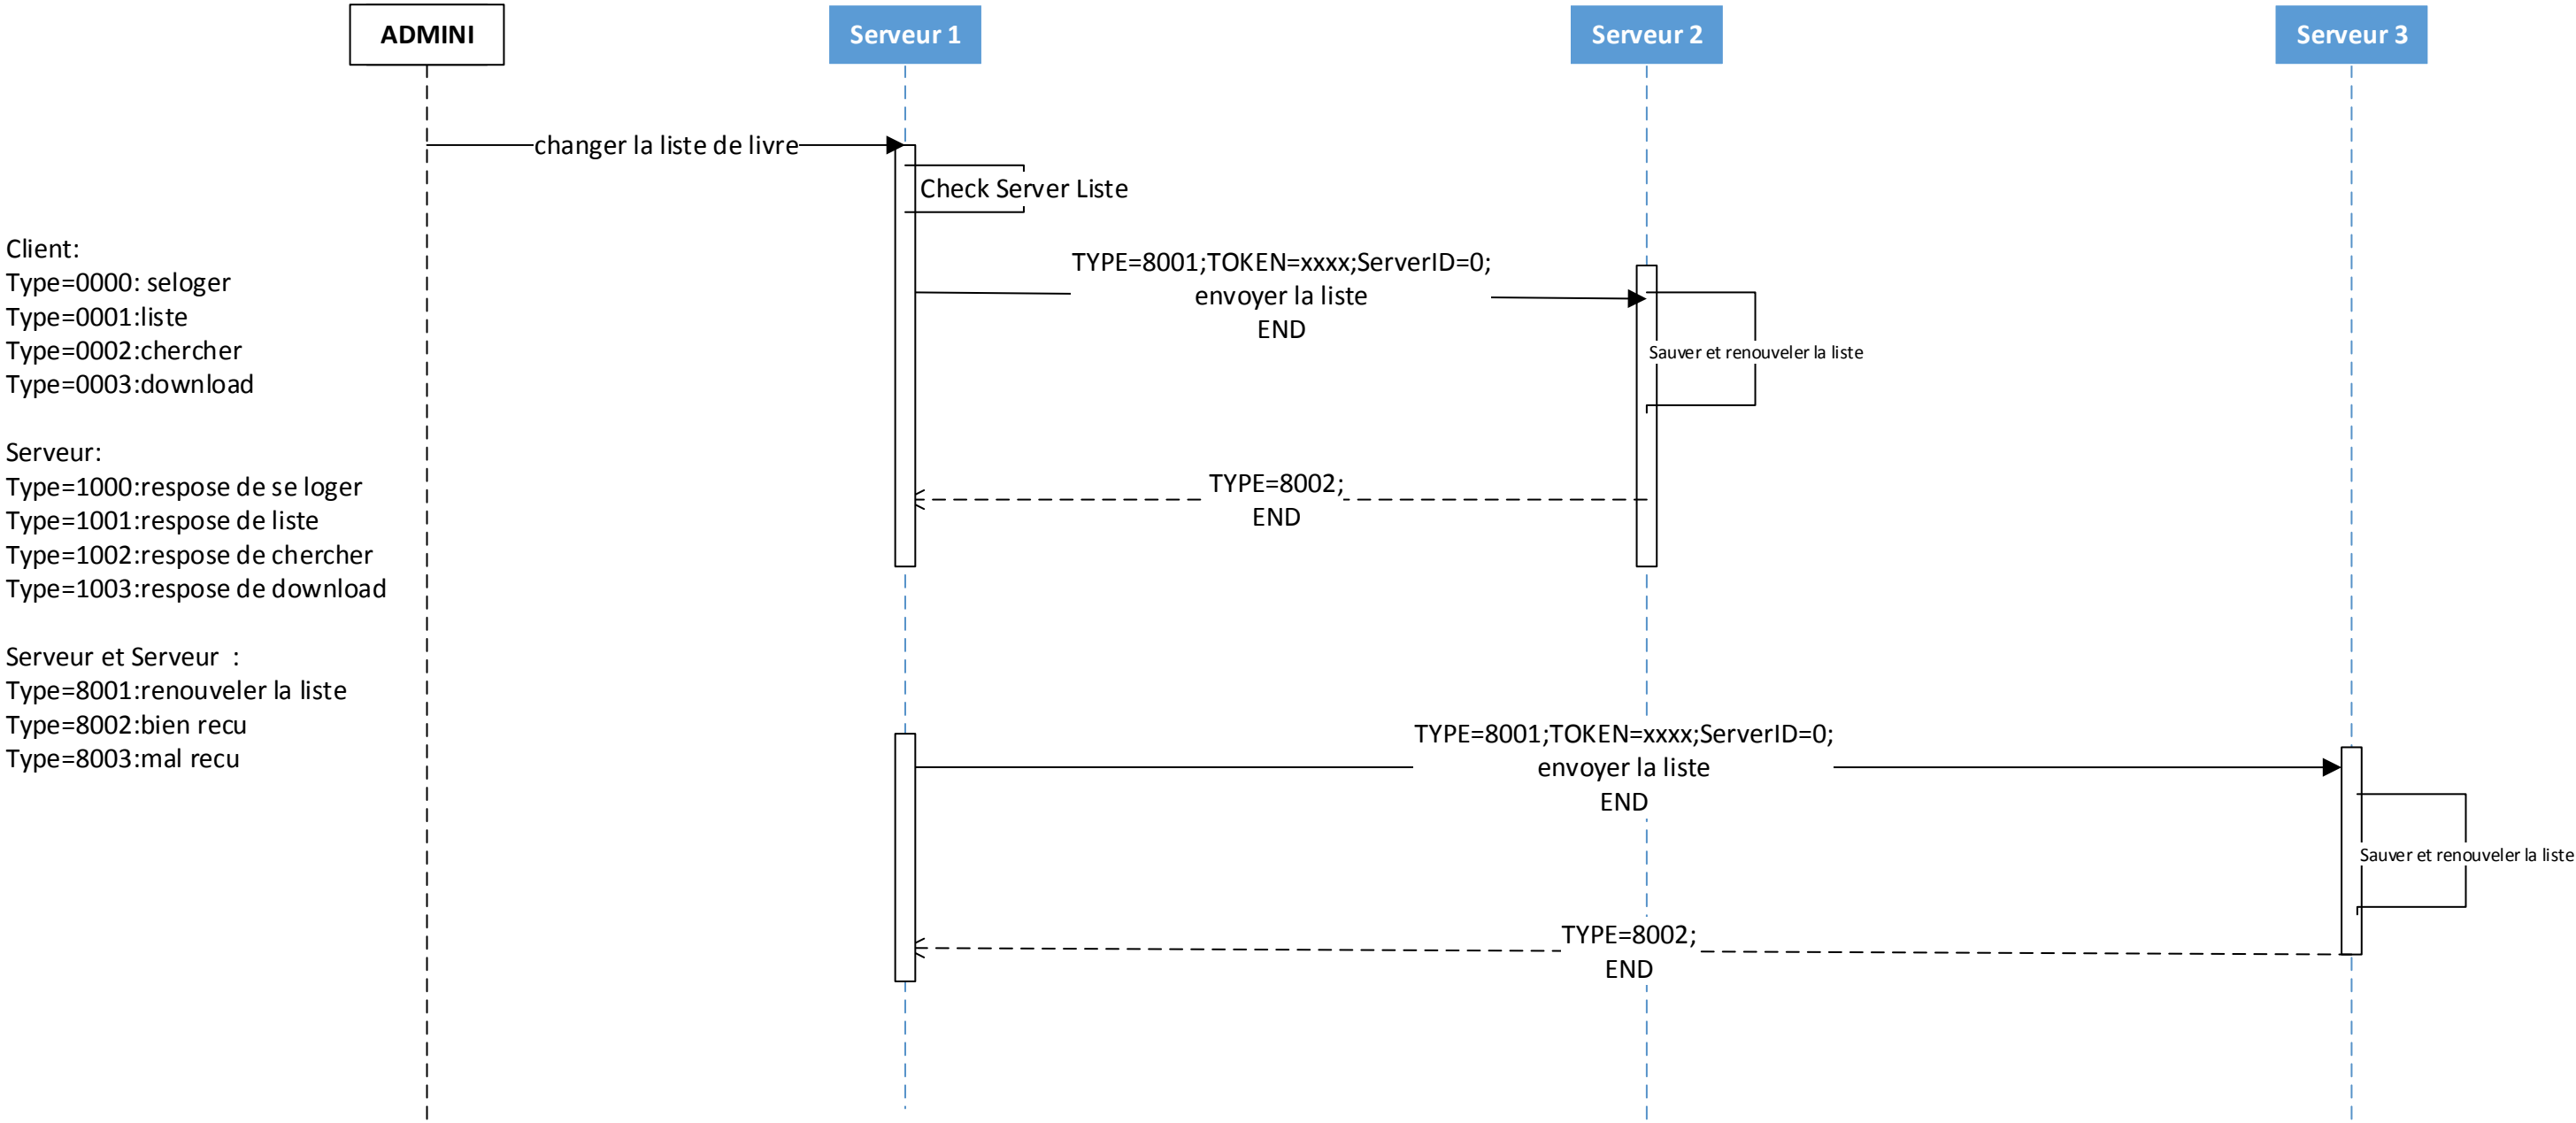 ADMINI
Serveur 1
Serveur 2
Serveur 3
changer la liste de livre
Check Server Liste
Client:
Type=0000: seloger
Type=0001:liste
Type=0002:chercher
Type=0003:download
Serveur:
Type=1000:respose de se loger
Type=1001:respose de liste
Type=1002:respose de chercher
Type=1003:respose de download
Serveur et Serveur :
Type=8001:renouveler la liste
Type=8002:bien recu
Type=8003:mal recu
TYPE=8001;TOKEN=xxxx;ServerID=0;
envoyer la liste
END
Sauver et renouveler la liste
TYPE=8002;
END
TYPE=8001;TOKEN=xxxx;ServerID=0;
envoyer la liste
END
Sauver et renouveler la liste
TYPE=8002;
END